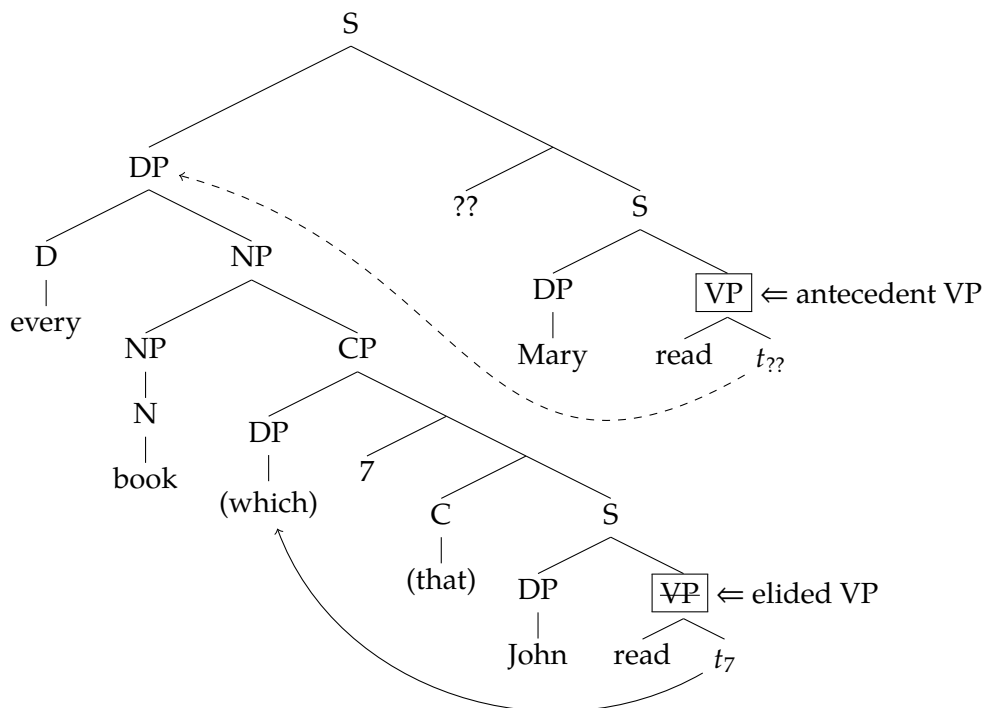 S
DP
??
S
D
NP
DP
VP ⇐ antecedent VP
every
NP
CP
Mary
read
t??
N
DP
7
book
(which)
C
S
(that)
DP
VP ⇐ elided VP
John
read
t7